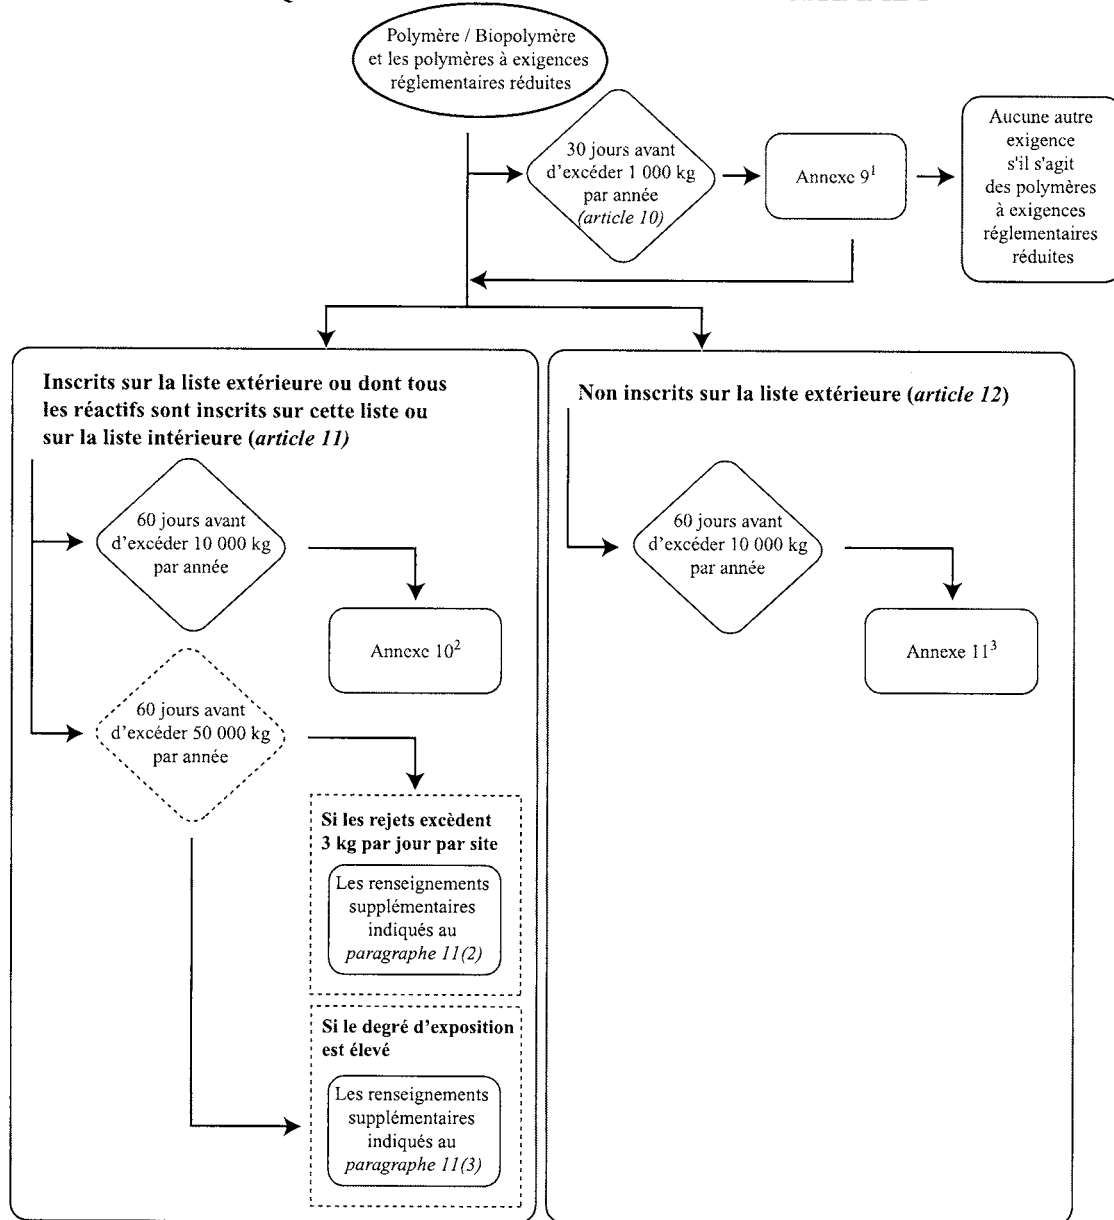 Polymère / Biopolymère
et les polymères à exigences
réglementaires réduites
30 jours avant
d'excéder 1 000 kg
par année
(article 10)
Annexe 9¹
Aucune autre
exigence
s'il s'agit
des polymères
à exigences
réglementaires
réduites
Inscrits sur la liste extérieure ou dont tous
les réactifs sont inscrits sur cette liste ou
sur la liste intérieure (article 11)
60 jours avant
d'excéder 10 000 kg
par année
Annexe 10²
60 jours avant
d'excéder 50 000 kg
par année
Si les rejets excèdent
3 kg par jour par site
Les renseignements
supplémentaires
indiqués au
paragraphe 11(2)
Si le degré d'exposition
est élevé
Les renseignements
supplémentaires
indiqués au
paragraphe 11(3)
Non inscrits sur la liste extérieure (article 12)
60 jours avant
d'excéder 10 000 kg
par année
Annexe 11³